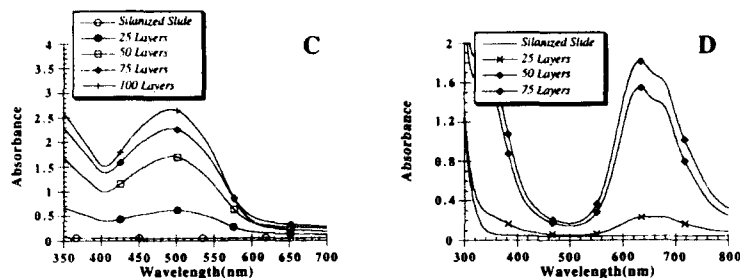 Silanized Slide
25 Layers
50 Layers
75 Layers
100 Layers
C
4
3.5
3
2.5
2
1.5
1
0.5
0
Absorbance
350 400 450 500 550 600 650 700
Wavelength(nm)
Silanized Slide
25 Layers
50 Layers
75 Layers
D
2
1.6
1.2
0.8
0.4
0
Absorbance
300 400 500 600 700 800
Wavelength(nm)